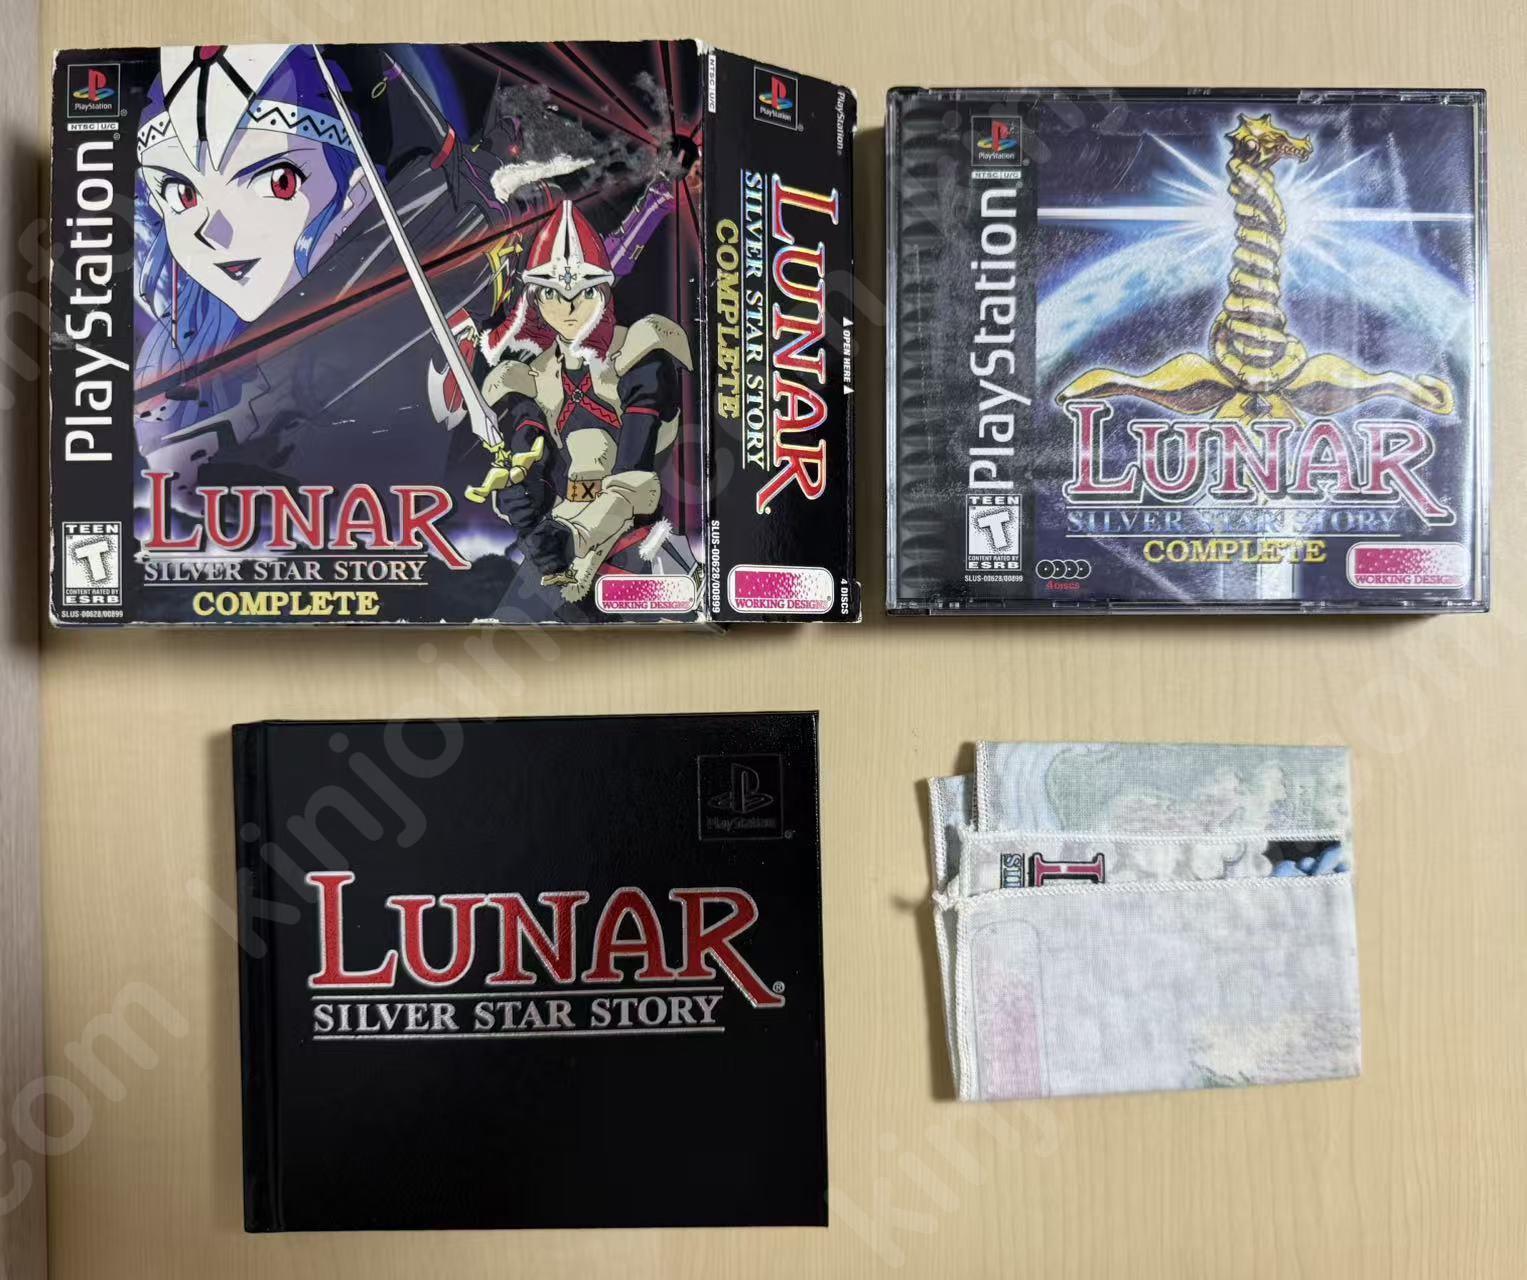 PlayStation
NTSC U/C
PlayStation
LUNAR
SILVER STAR STORY
COMPLETE
TEEN
T
CONTENT RATED BY
ESRB
SLUS-00628/00899
WORKING DESIGNS
NTSC U/C
PlayStation
PlayStation
LUNAR
SILVER STAR STORY
COMPLETE
OPEN HERE
SLUS-00628/00899
WORKING DESIGNS
4 DISCS
PlayStation
NTSC U/C
PlayStation
LUNAR
SILVER STAR STORY
COMPLETE
TEEN
T
CONTENT RATED BY
ESRB
SLUS-00628/00899
4 DISCS
WORKING DESIGNS
PlayStation
LUNAR®
SILVER STAR STORY
kinjoint.com